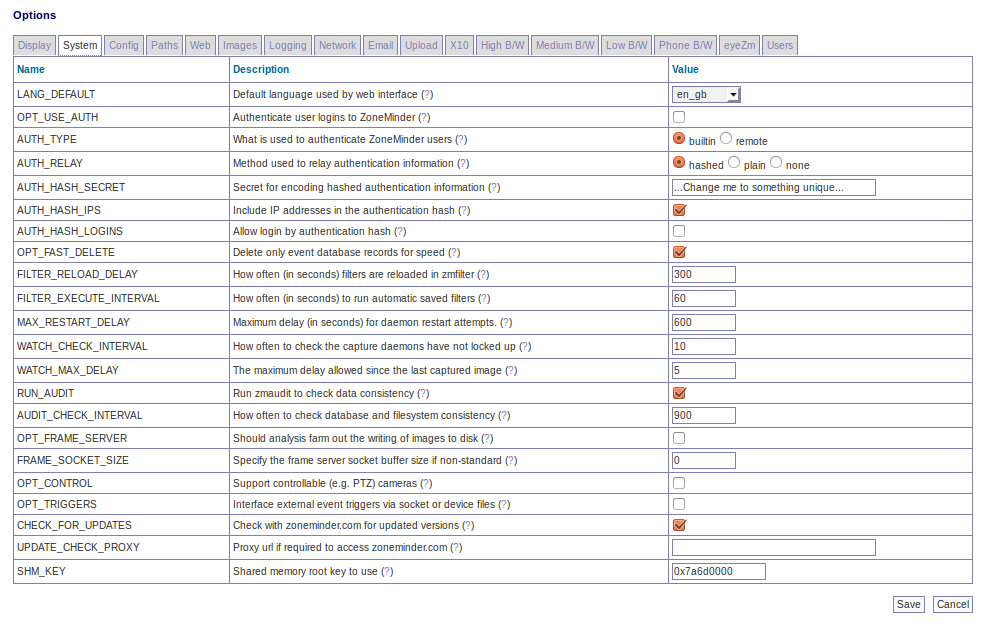 Options
Display System Config Paths Web Images Logging Network Email Upload X10 High B/W Medium B/W Low B/W Phone B/W eyeZm Users
Name Description Value
LANG_DEFAULT Default language used by web interface (?) en_gb
OPT_USE_AUTH Authenticate user logins to ZoneMinder (?)
AUTH_TYPE What is used to authenticate ZoneMinder users (?) builtin remote
AUTH_RELAY Method used to relay authentication information (?) hashed plain none
AUTH_HASH_SECRET Secret for encoding hashed authentication information (?) ...Change me to something unique...
AUTH_HASH_IPS Include IP addresses in the authentication hash (?)
AUTH_HASH_LOGINS Allow login by authentication hash (?)
OPT_FAST_DELETE Delete only event database records for speed (?)
FILTER_RELOAD_DELAY How often (in seconds) filters are reloaded in zmfilter (?) 300
FILTER_EXECUTE_INTERVAL How often (in seconds) to run automatic saved filters (?) 60
MAX_RESTART_DELAY Maximum delay (in seconds) for daemon restart attempts. (?) 600
WATCH_CHECK_INTERVAL How often to check the capture daemons have not locked up (?) 10
WATCH_MAX_DELAY The maximum delay allowed since the last captured image (?) 5
RUN_AUDIT Run zmaudit to check data consistency (?)
AUDIT_CHECK_INTERVAL How often to check database and filesystem consistency (?) 900
OPT_FRAME_SERVER Should analysis farm out the writing of images to disk (?)
FRAME_SOCKET_SIZE Specify the frame server socket buffer size if non-standard (?) 0
OPT_CONTROL Support controllable (e.g. PTZ) cameras (?)
OPT_TRIGGERS Interface external event triggers via socket or device files (?)
CHECK_FOR_UPDATES Check with zoneminder.com for updated versions (?)
UPDATE_CHECK_PROXY Proxy url if required to access zoneminder.com (?)
SHM_KEY Shared memory root key to use (?) 0x7a6d0000
Save Cancel